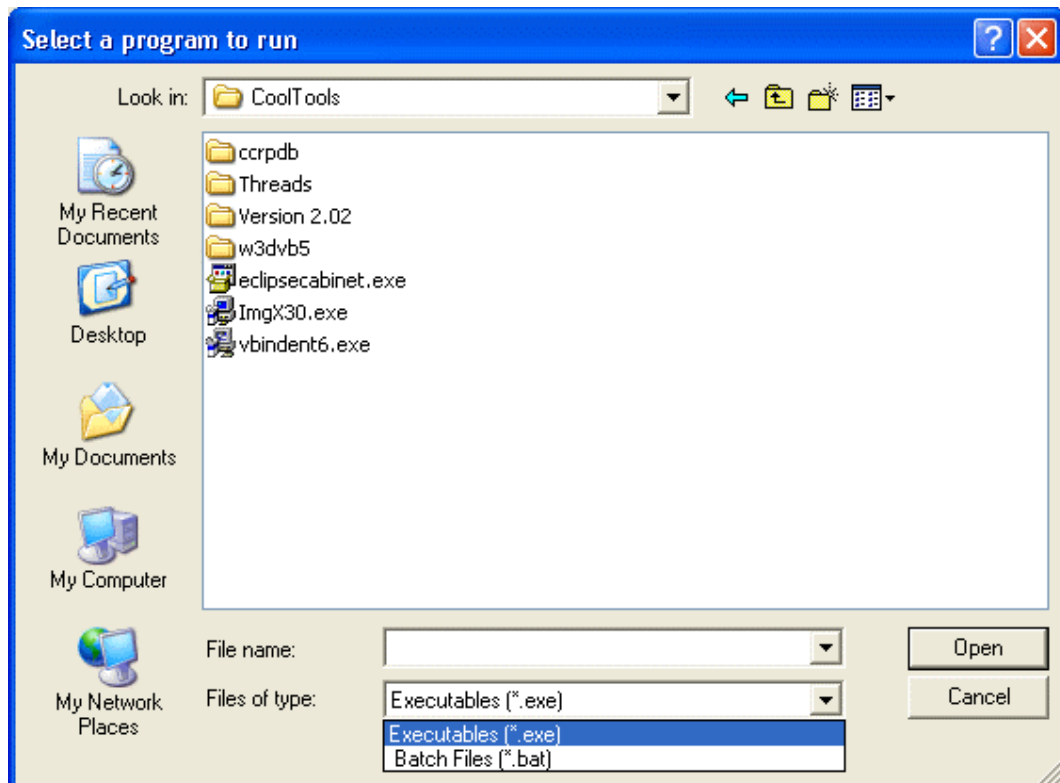 Select a program to run
Look in: CoolTools
ccrpdb
Threads
Version 2.02
w3dvb5
eclipsecabinet.exe
ImgX30.exe
vbindent6.exe
My Recent
Documents
Desktop
My Documents
My Computer
My Network
Places
File name:
Open
Files of type: Executables (*.exe)
Cancel
Executables (*.exe)
Batch Files (*.bat)